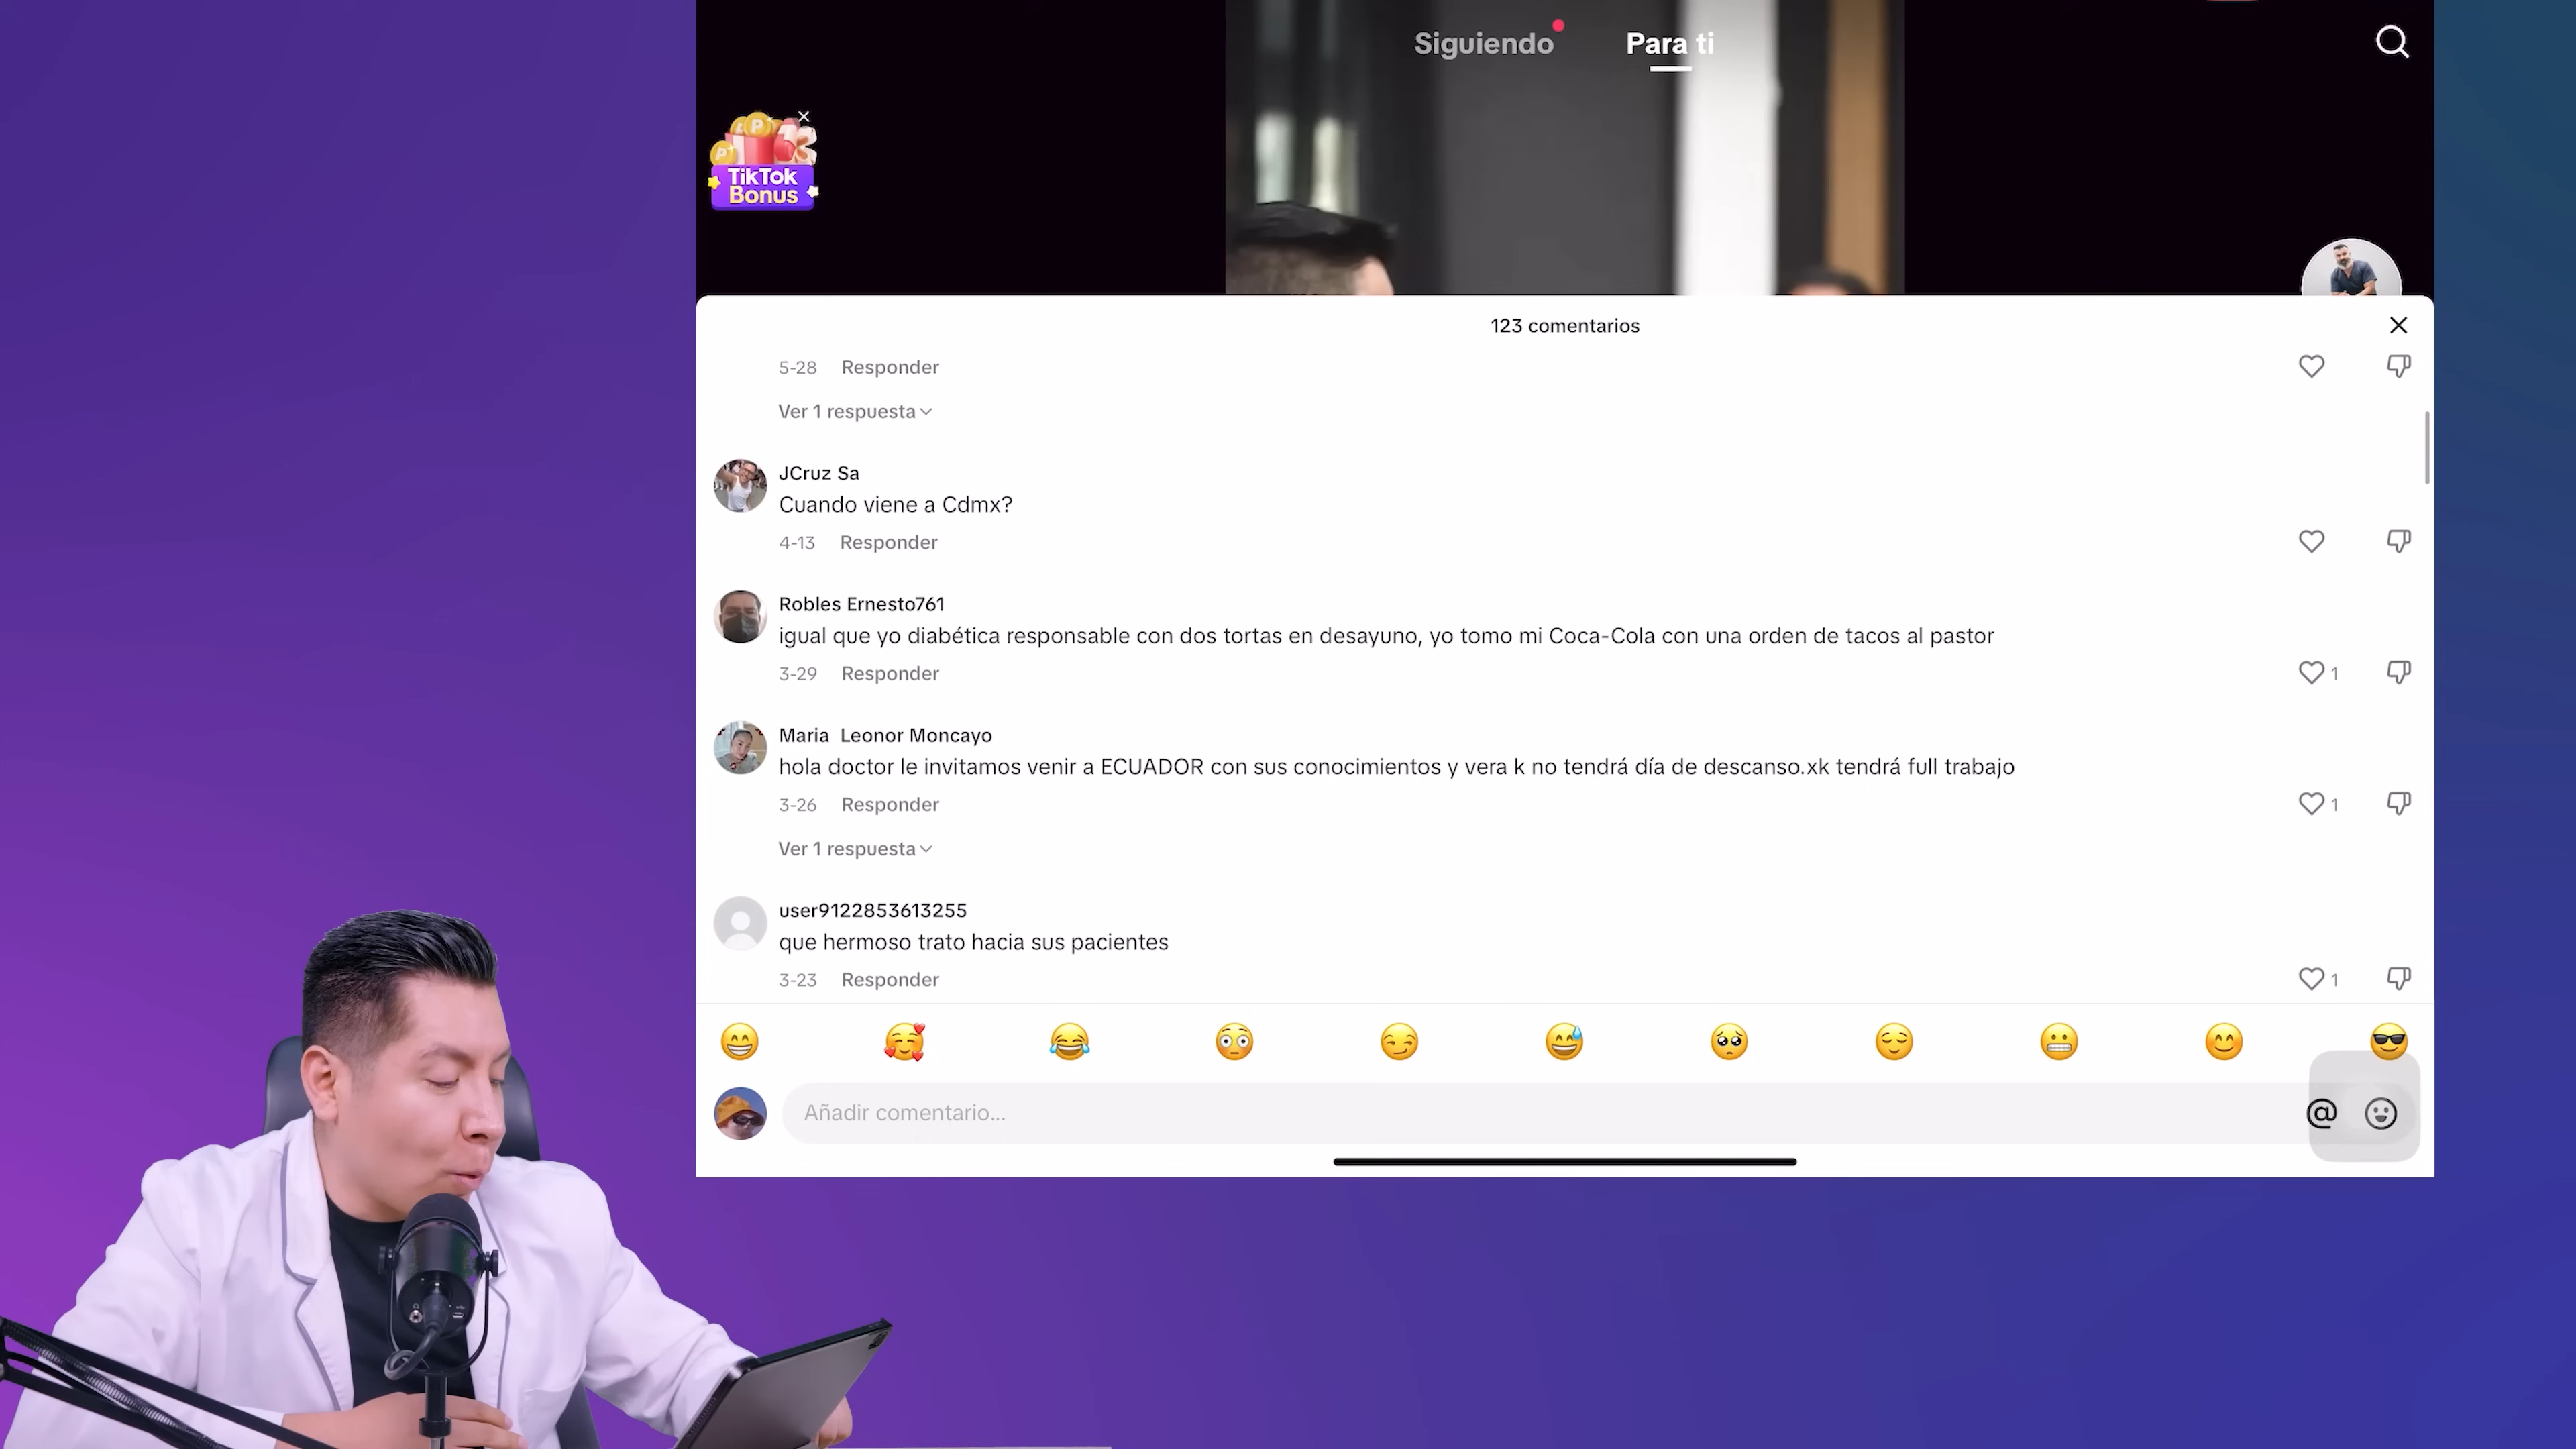 Siguiendo
Para ti
TikTok
Bonus
123 comentarios
5-28 Responder
Ver 1 respuesta
JCruz Sa
Cuando viene a Cdmx?
4-13 Responder
Robles Ernesto761
igual que yo diabética responsable con dos tortas en desayuno, yo tomo mi Coca-Cola con una orden de tacos al pastor
3-29 Responder
1
Maria Leonor Moncayo
hola doctor le invitamos venir a ECUADOR con sus conocimientos y vera k no tendrá día de descanso.xk tendrá full trabajo
3-26 Responder
1
Ver 1 respuesta
user9122853613255
que hermoso trato hacia sus pacientes
3-23 Responder
1
Añadir comentario...
@